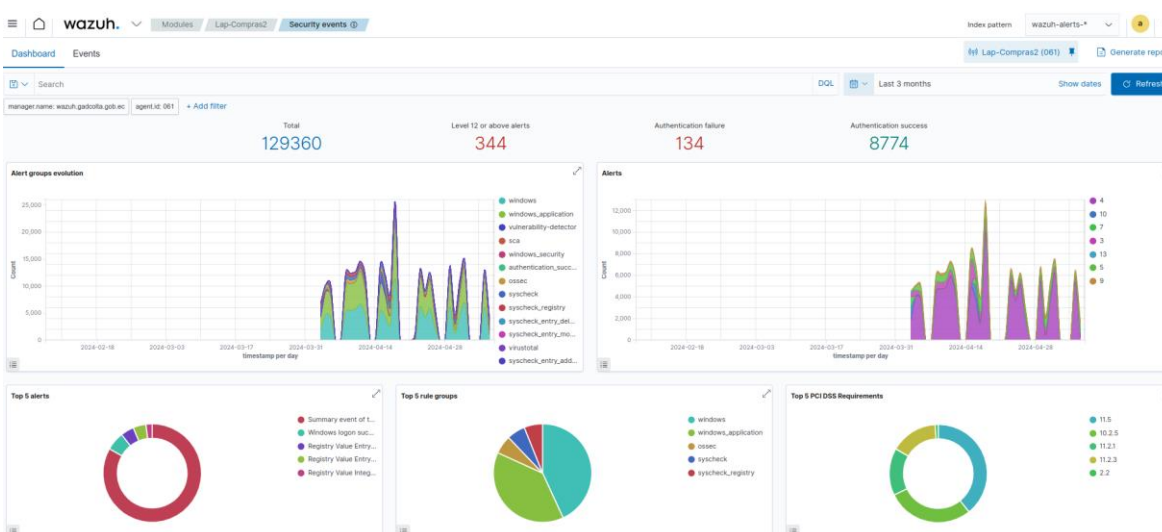 wazuh. Modules Lap-Compras2 Security events Index pattern wazuh-alerts-* a
Dashboard Events Lap-Compras2 (061) Generate repo
Search DQL Last 3 months Show dates Refresh
manager.name: wazuh.gadcolta.gob.ec agent.id: 061 + Add filter
Total Level 12 or above alerts Authentication failure Authentication success
129360 344 134 8774
Alert groups evolution
25,000
20,000
15,000
10,000
5,000
0
Count
2024-02-18 2024-03-03 2024-03-17 2024-03-31 2024-04-14 2024-04-28
timestamp per day
windows
windows_application
vulnerability-detector
sca
windows_security
authentication_succ...
ossec
syscheck
syscheck_registry
syscheck_entry_del...
syscheck_entry_mo...
virustotal
syscheck_entry_add...
Alerts
12,000
10,000
8,000
6,000
4,000
2,000
0
Count
2024-02-18 2024-03-03 2024-03-17 2024-03-31 2024-04-14 2024-04-28
timestamp per day
4
10
7
3
13
5
9
Top 5 alerts
Summary event of t...
Windows logon suc...
Registry Value Entry...
Registry Value Entry...
Registry Value Integ...
Top 5 rule groups
windows
windows_application
ossec
syscheck
syscheck_registry
Top 5 PCI DSS Requirements
11.5
10.2.5
11.2.1
11.2.3
2.2